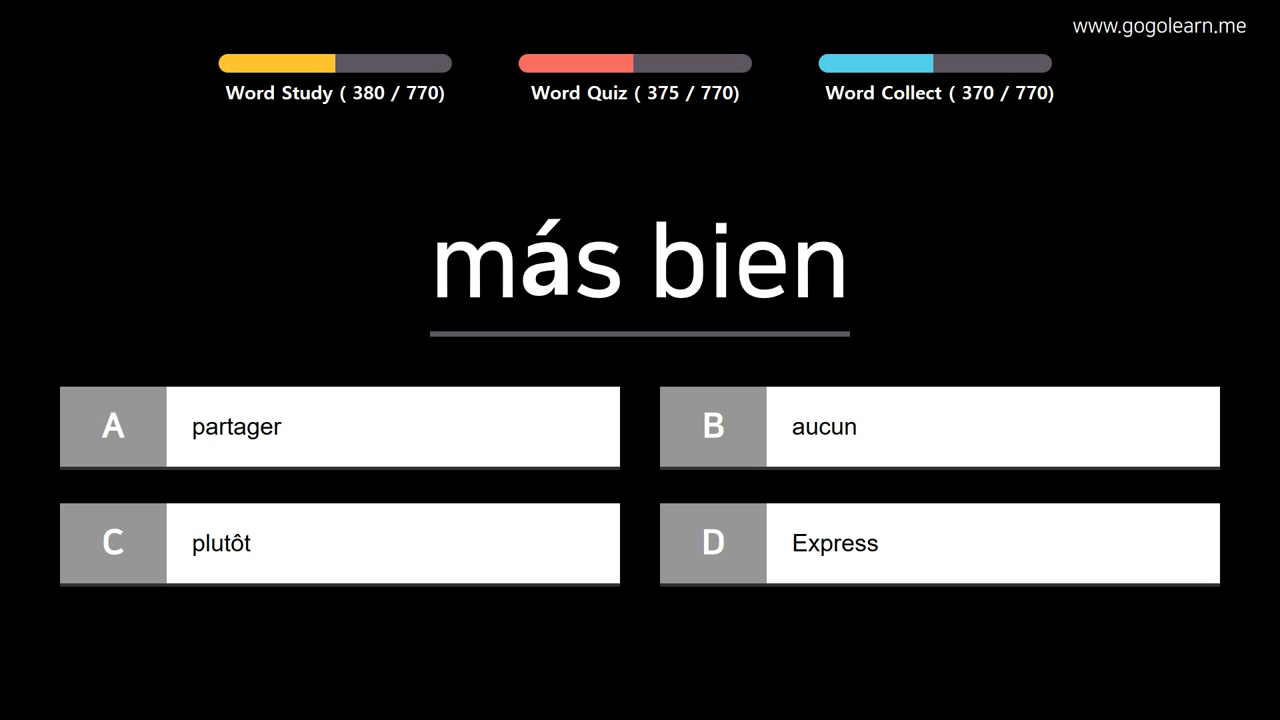 www.gogolearn.me
Word Study ( 380 / 770)
Word Quiz ( 375 / 770)
Word Collect ( 370 / 770)
más bien
A
partager
B
aucun
C
plutôt
D
Express